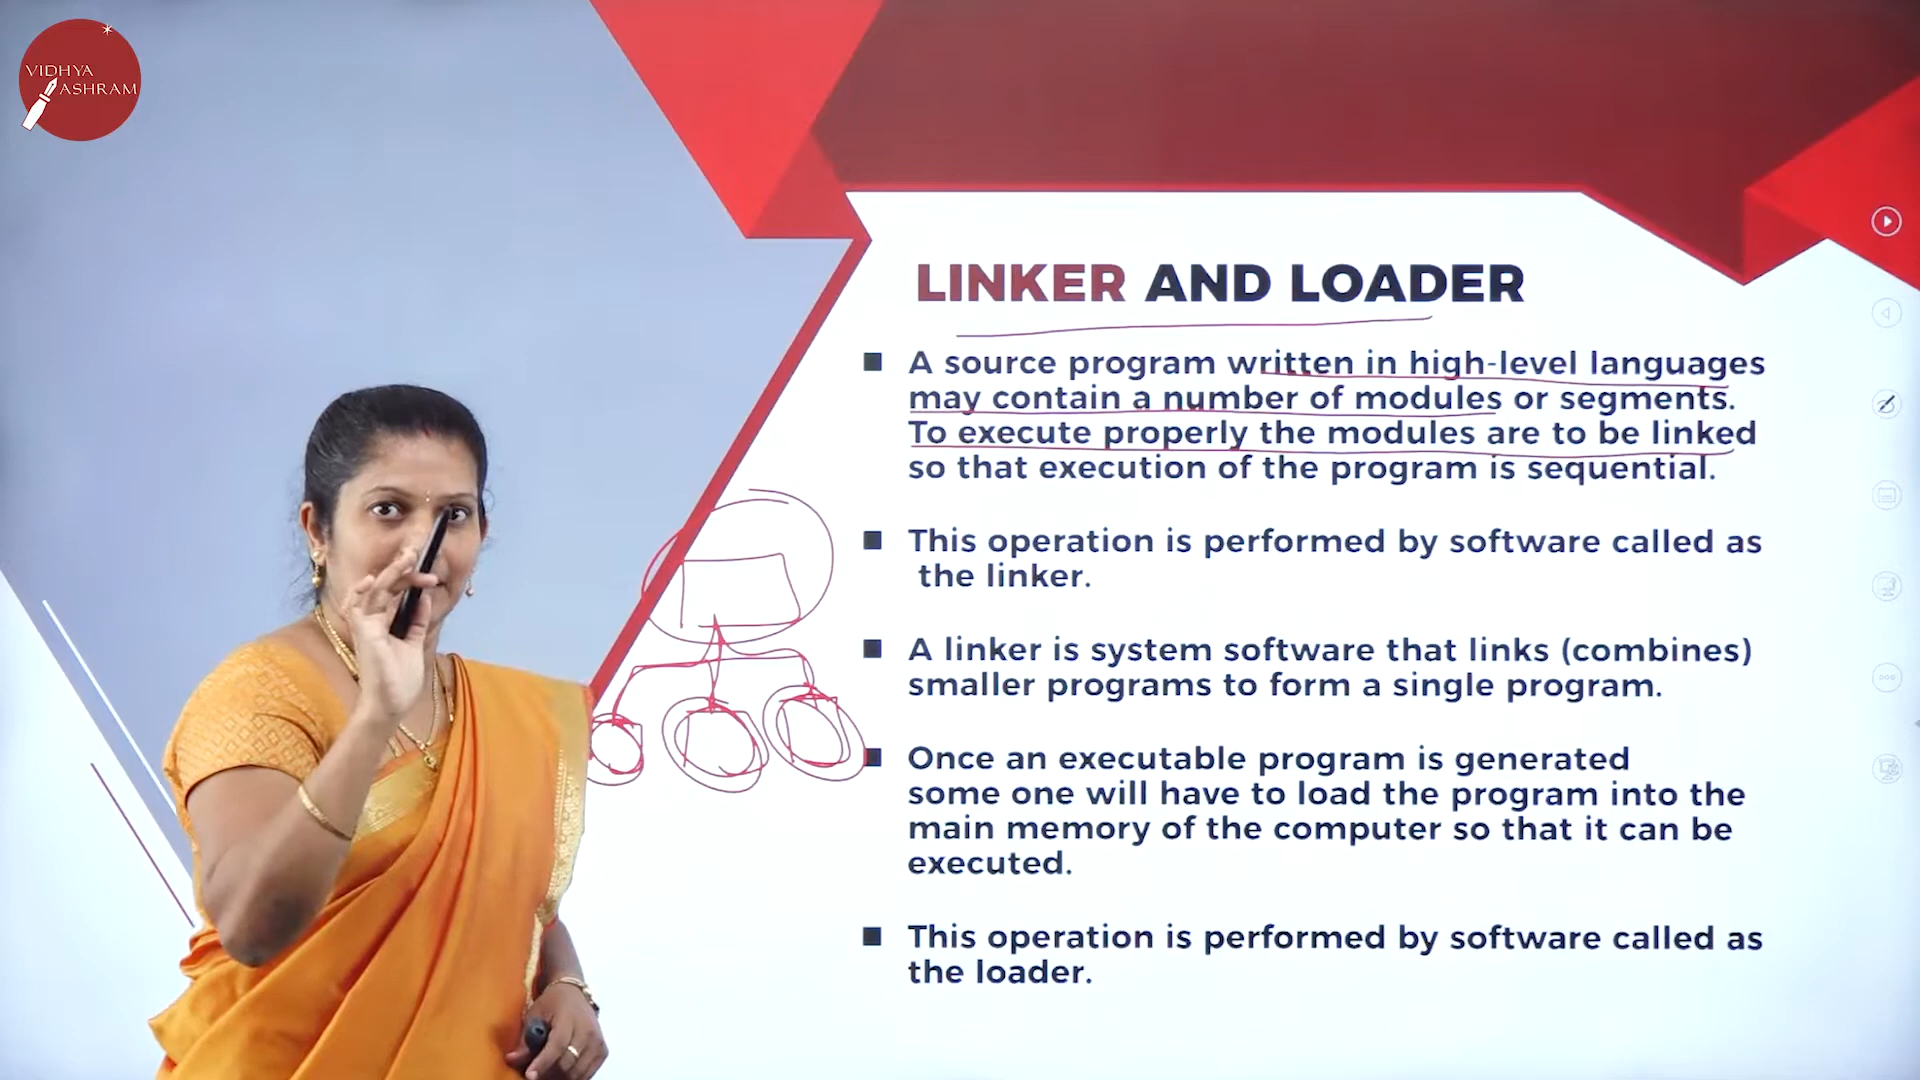 VIDHYA
ASHRAM
LINKER AND LOADER
■ A source program written in high-level languages
may contain a number of modules or segments.
To execute properly the modules are to be linked
so that execution of the program is sequential.
■ This operation is performed by software called as
the linker.
■ A linker is system software that links (combines)
smaller programs to form a single program.
■ Once an executable program is generated
some one will have to load the program into the
main memory of the computer so that it can be
executed.
■ This operation is performed by software called as
the loader.